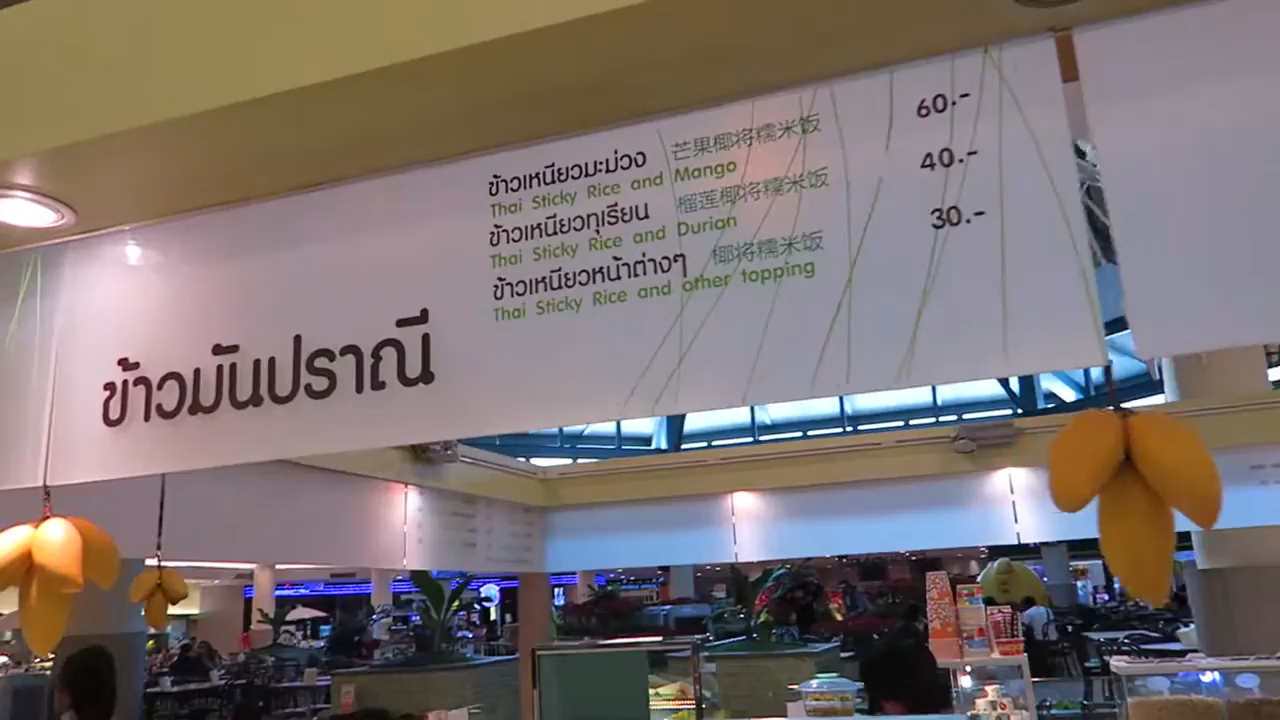 ข้าวเหนียวมะม่วง 芒果椰将糯米饭 60.-
Thai Sticky Rice and Mango
ข้าวเหนียวทุเรียน 榴莲椰将糯米饭 40.-
Thai Sticky Rice and Durian
ข้าวเหนียวหน้าต่างๆ 椰将糯米饭 30.-
Thai Sticky Rice and other topping
ข้าวมันปราณี